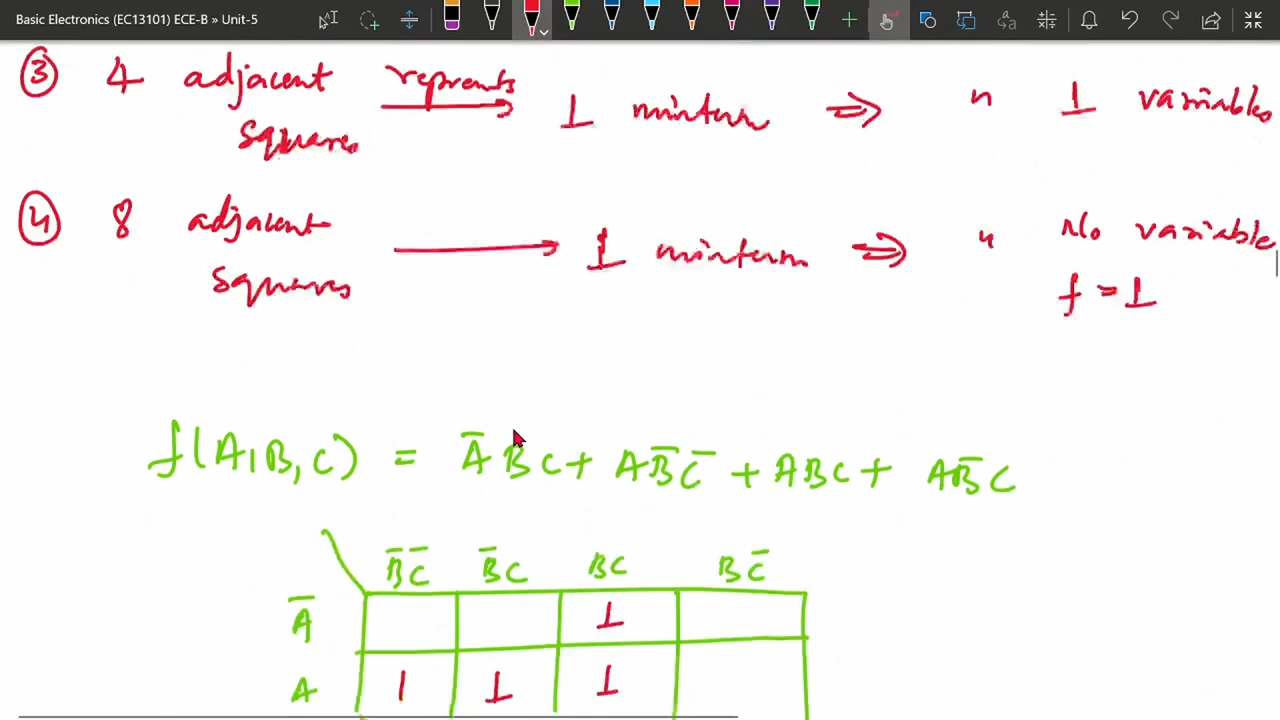 Basic Electronics (EC13101) ECE-B » Unit-5
③ 4 adjacent squares represents 1 minterm ⇒ " 1 variables
④ 8 adjacent squares → 1 minterm ⇒ " No variable
f = 1
f(A,B,C) = A̅BC + AB̅C̅ + ABC + AB̅C
B̅C̅ B̅C BC BC̅
A̅ 1
A 1 1 1